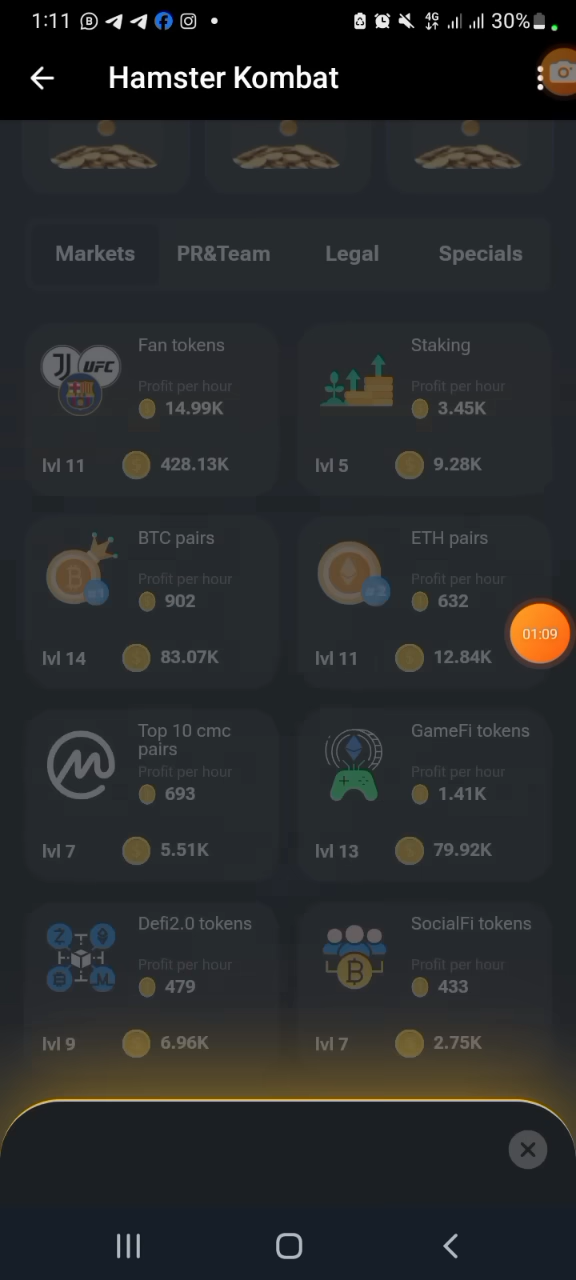 1:11
4G
30%
Hamster Kombat
Markets PR&Team Legal Specials
Fan tokens
Profit per hour
14.99K
lvl 11 428.13K
UFC
Staking
Profit per hour
3.45K
lvl 5 9.28K
BTC pairs
Profit per hour
902
#1
lvl 14 83.07K
ETH pairs
Profit per hour
632
#2
lvl 11 12.84K
01:09
Top 10 cmc
pairs
Profit per hour
693
lvl 7 5.51K
GameFi tokens
Profit per hour
1.41K
lvl 13 79.92K
Defi2.0 tokens
Profit per hour
479
lvl 9 6.96K
SocialFi tokens
Profit per hour
433
lvl 7 2.75K